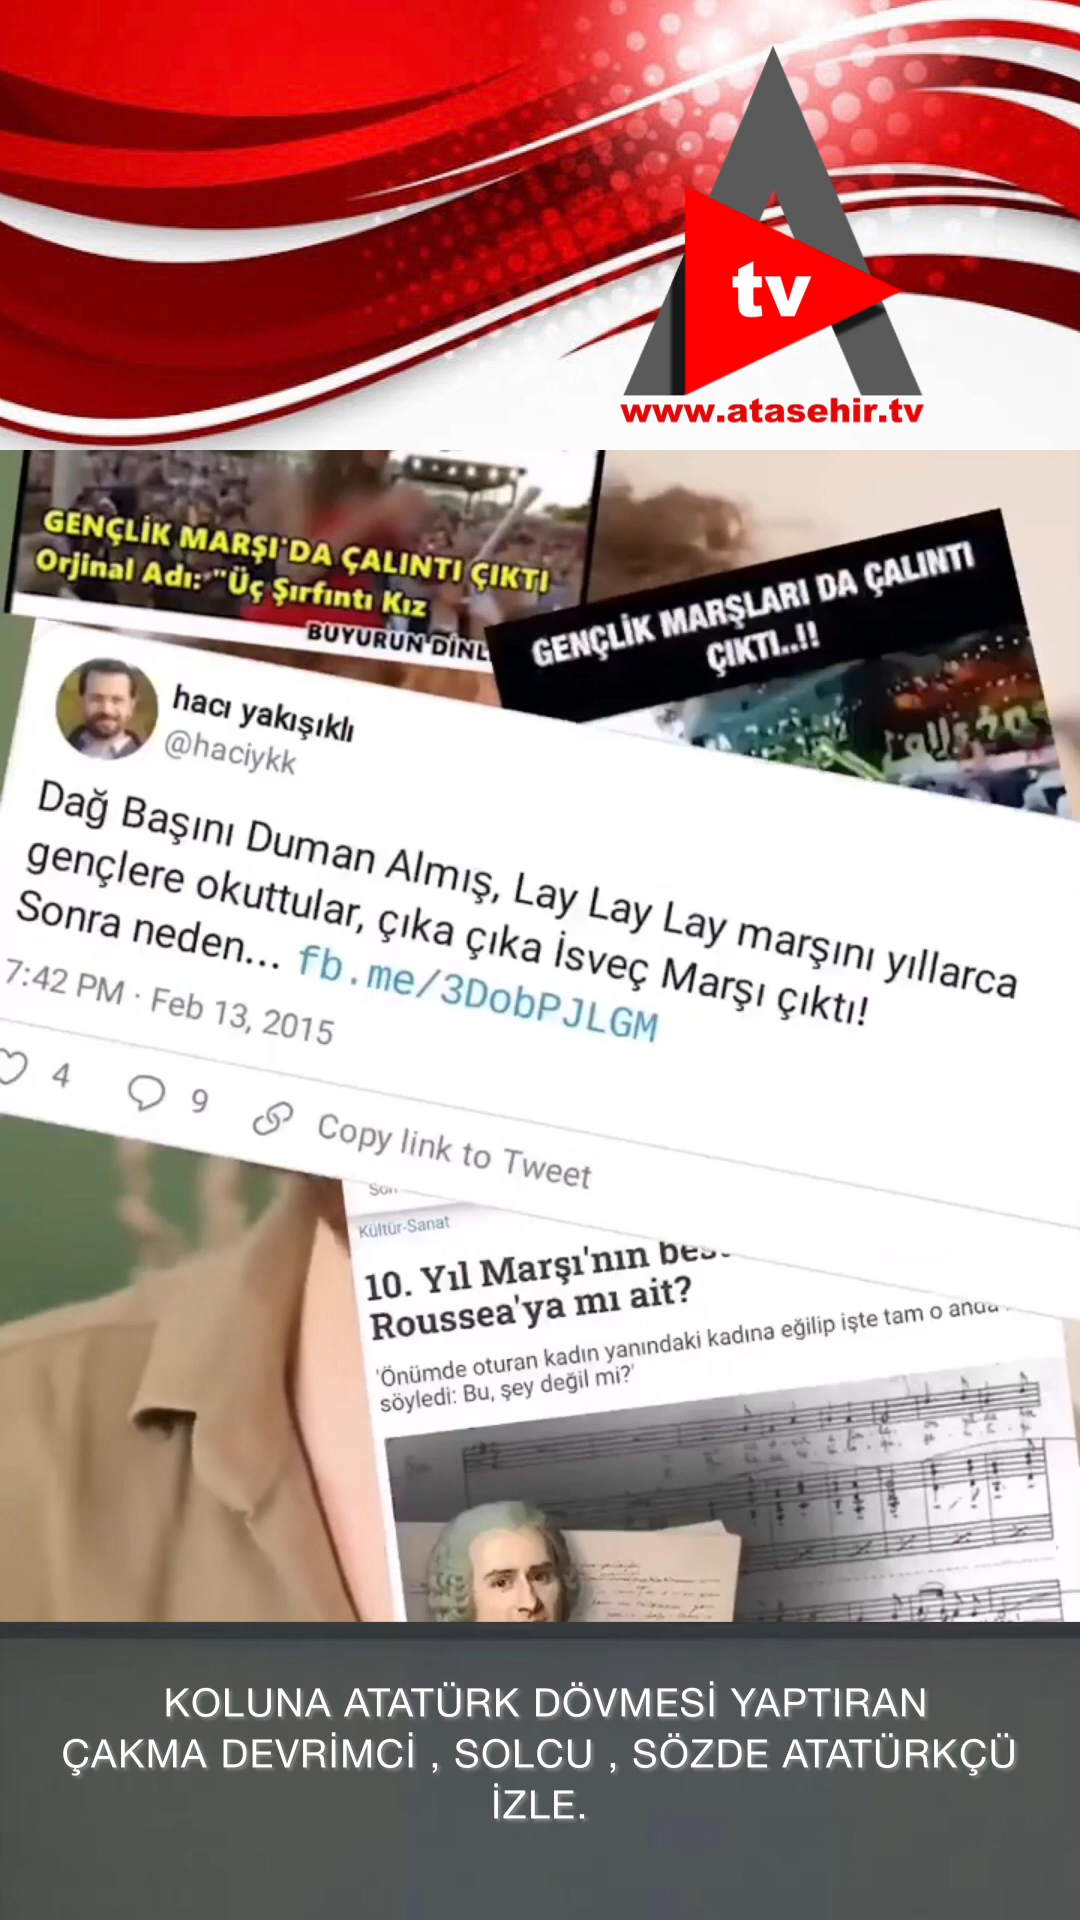 tv
www.atasehir.tv
GENÇLİK MARŞI'DA ÇALINTI ÇIKTI
Orjinal Adı: "Üç Şırfıntı Kız
BUYURUN DİNL
GENÇLİK MARŞLARI DA ÇALINTI
ÇIKTI..!!
hacı yakışıklı
@haciykk
Dağ Başını Duman Almış, Lay Lay Lay marşını yıllarca
gençlere okuttular, çıka çıka İsveç Marşı çıktı!
Sonra neden... fb.me/3DobPJLGM
7:42 PM · Feb 13, 2015
4
9
Copy link to Tweet
Kültür-Sanat
10. Yıl Marşı'nın
Roussea'ya mı ait?
'Önümde oturan kadın yanındaki kadına eğilip işte tam o anda
söyledi: Bu, şey değil mi?'
KOLUNA ATATÜRK DÖVMESİ YAPTIRAN
ÇAKMA DEVRİMCİ , SOLCU , SÖZDE ATATÜRKÇÜ
İZLE.